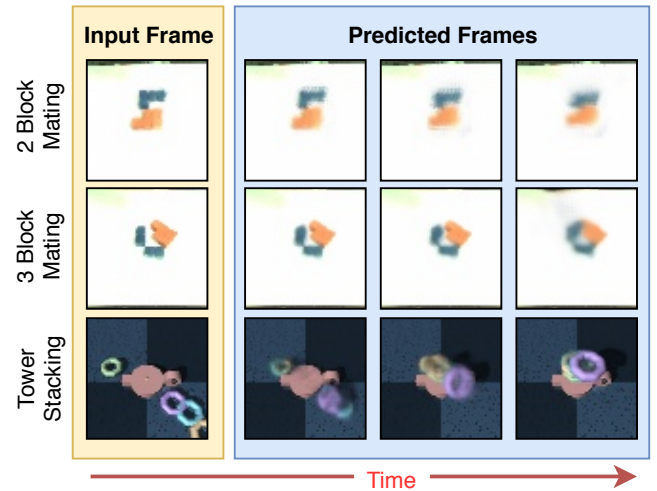 Input Frame
Predicted Frames
2 Block
Mating
3 Block
Mating
Tower
Stacking
Time